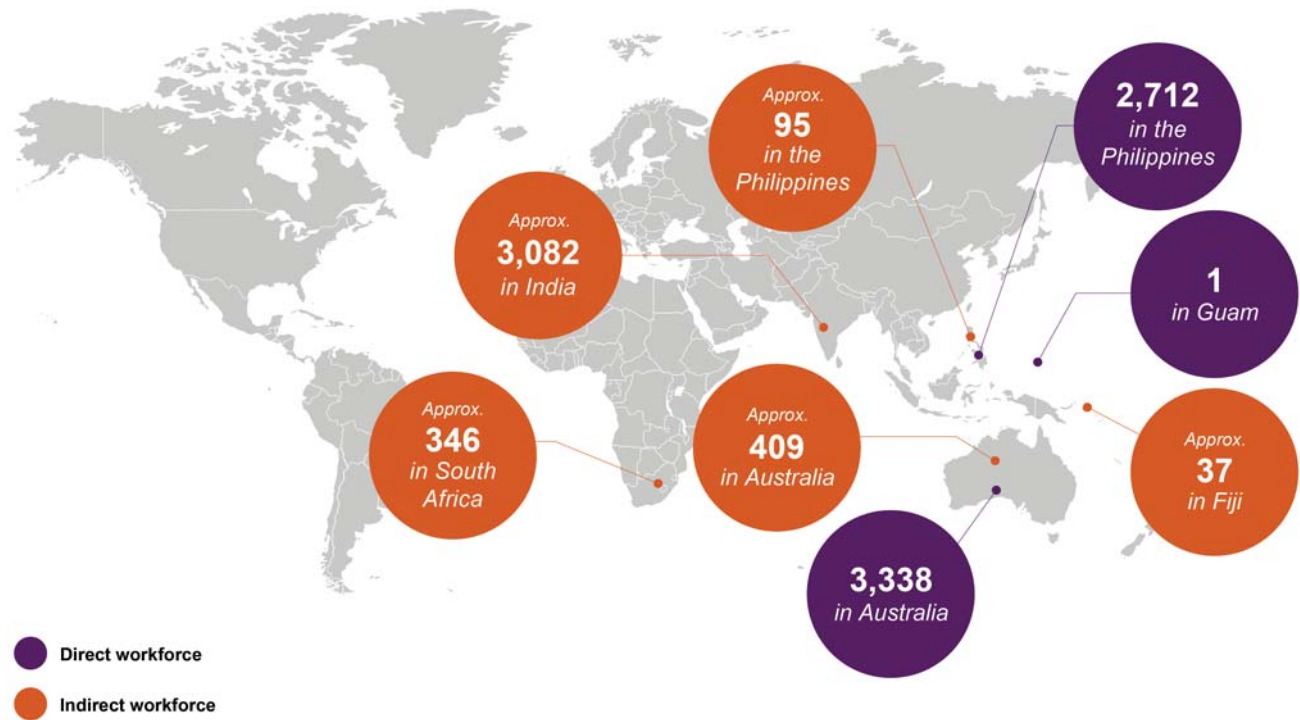 Approx.
95
in the
Philippines
2,712
in the
Philippines
Approx.
3,082
in India
1
in Guam
Approx.
346
in South
Africa
Approx.
409
in Australia
Approx.
37
in Fiji
3,338
in Australia
Direct workforce
Indirect workforce